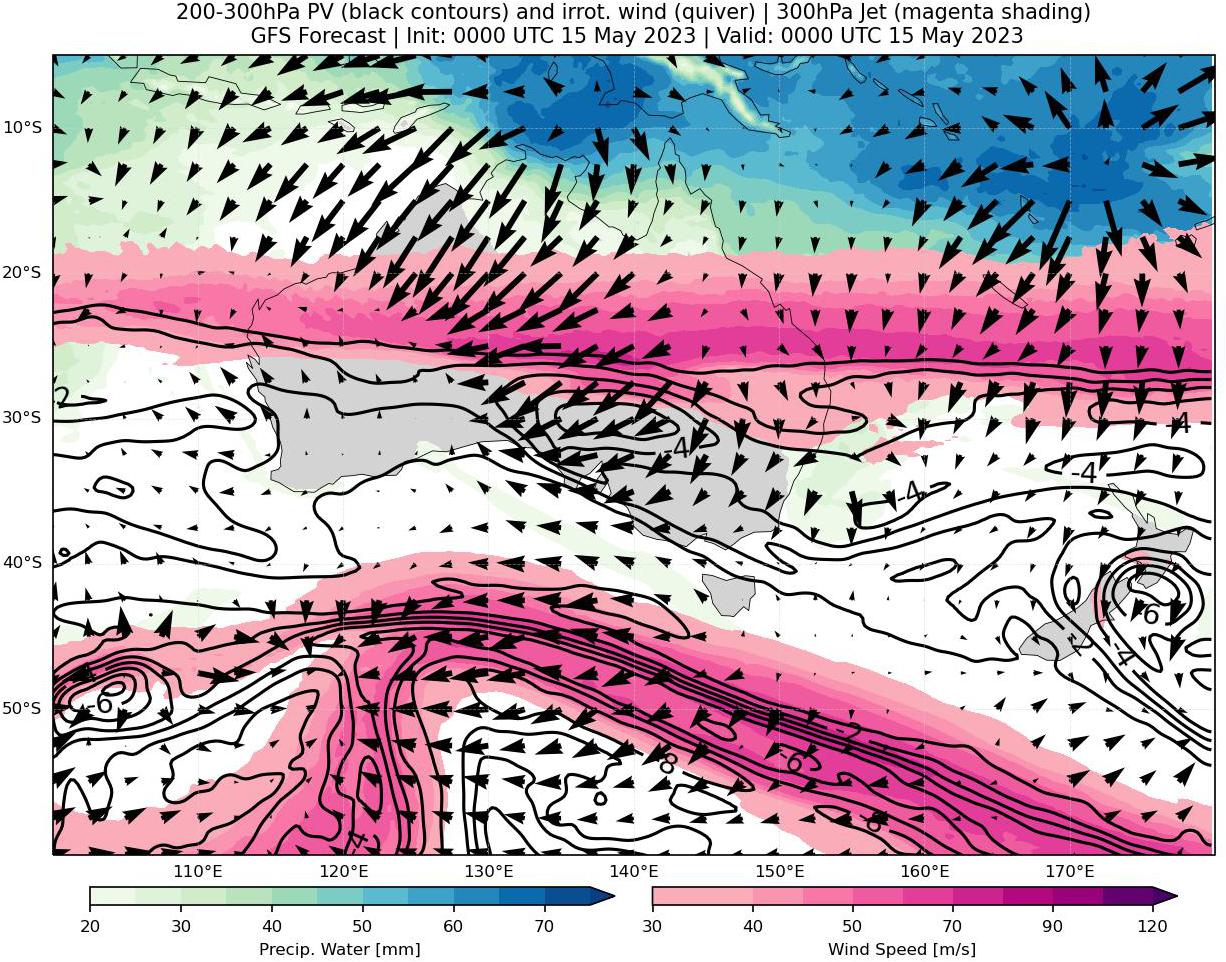 200-300hPa PV (black contours) and irrot. wind (quiver) | 300hPa Jet (magenta shading)
GFS Forecast | Init: 0000 UTC 15 May 2023 | Valid: 0000 UTC 15 May 2023
10°S
20°S
2
30°S
-4
-4
-4
-4
40°S
-6
-4
-4
-6
50°S
-2
-6
-8
-8
-4
110°E 120°E 130°E 140°E 150°E 160°E 170°E
20 30 40 50 60 70
30 40 50 70 90 120
Precip. Water [mm]
Wind Speed [m/s]